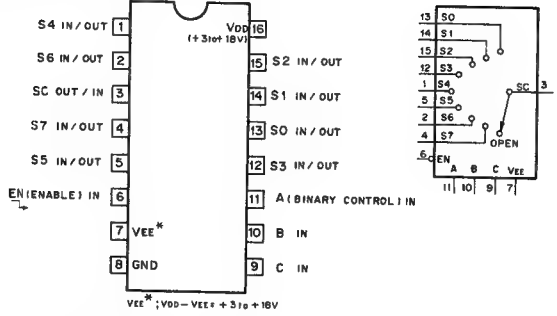 S4 IN/OUT 1
S6 IN/OUT 2
SC OUT/IN 3
S7 IN/OUT 4
S5 IN/OUT 5
EN (ENABLE) IN 6
7 VEE*
8 GND
VDD 16
(+3 to + 18V)
15 S2 IN/OUT
14 S1 IN/OUT
13 S0 IN/OUT
12 S3 IN/OUT
11 A (BINARY CONTROL) IN
10 B IN
9 C IN
VEE*; VDD-VEE= +3 to +18V
13 S0
14 S1
15 S2
12 S3
1 S4
5 S5
2 S6
4 S7
SC 3
OPEN
6 EN
A B C VEE
11 10 9 7